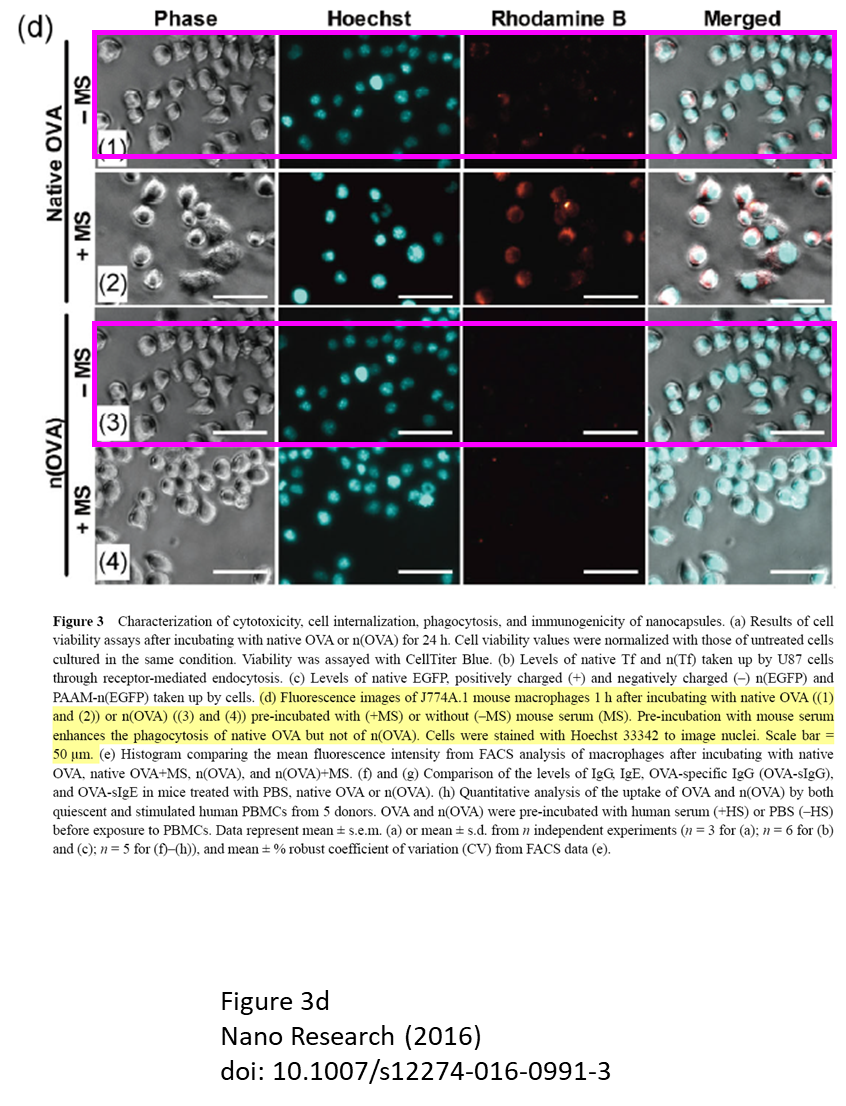 (d)
Phase Hoechst Rhodamine B Merged
Native OVA
– MS
(1)
+ MS
(2)
n(OVA)
– MS
(3)
+ MS
(4)
Figure 3 Characterization of cytotoxicity, cell internalization, phagocytosis, and immunogenicity of nanocapsules. (a) Results of cell
viability assays after incubating with native OVA or n(OVA) for 24 h. Cell viability values were normalized with those of untreated cells
cultured in the same condition. Viability was assayed with CellTiter Blue. (b) Levels of native Tf and n(Tf) taken up by U87 cells
through receptor-mediated endocytosis. (c) Levels of native EGFP, positively charged (+) and negatively charged (–) n(EGFP) and
PAAM-n(EGFP) taken up by cells. (d) Fluorescence images of J774A.1 mouse macrophages 1 h after incubating with native OVA ((1)
and (2)) or n(OVA) ((3) and (4)) pre-incubated with (+MS) or without (–MS) mouse serum (MS). Pre-incubation with mouse serum
enhances the phagocytosis of native OVA but not of n(OVA). Cells were stained with Hoechst 33342 to image nuclei. Scale bar =
50 μm. (e) Histogram comparing the mean fluorescence intensity from FACS analysis of macrophages after incubating with native
OVA, native OVA+MS, n(OVA), and n(OVA)+MS. (f) and (g) Comparison of the levels of IgG, IgE, OVA-specific IgG (OVA-sIgG),
and OVA-sIgE in mice treated with PBS, native OVA or n(OVA). (h) Quantitative analysis of the uptake of OVA and n(OVA) by both
quiescent and stimulated human PBMCs from 5 donors. OVA and n(OVA) were pre-incubated with human serum (+HS) or PBS (–HS)
before exposure to PBMCs. Data represent mean ± s.e.m. (a) or mean ± s.d. from n independent experiments (n = 3 for (a); n = 6 for (b)
and (c); n = 5 for (f)–(h)), and mean ± % robust coefficient of variation (CV) from FACS data (e).
Figure 3d
Nano Research (2016)
doi: 10.1007/s12274-016-0991-3